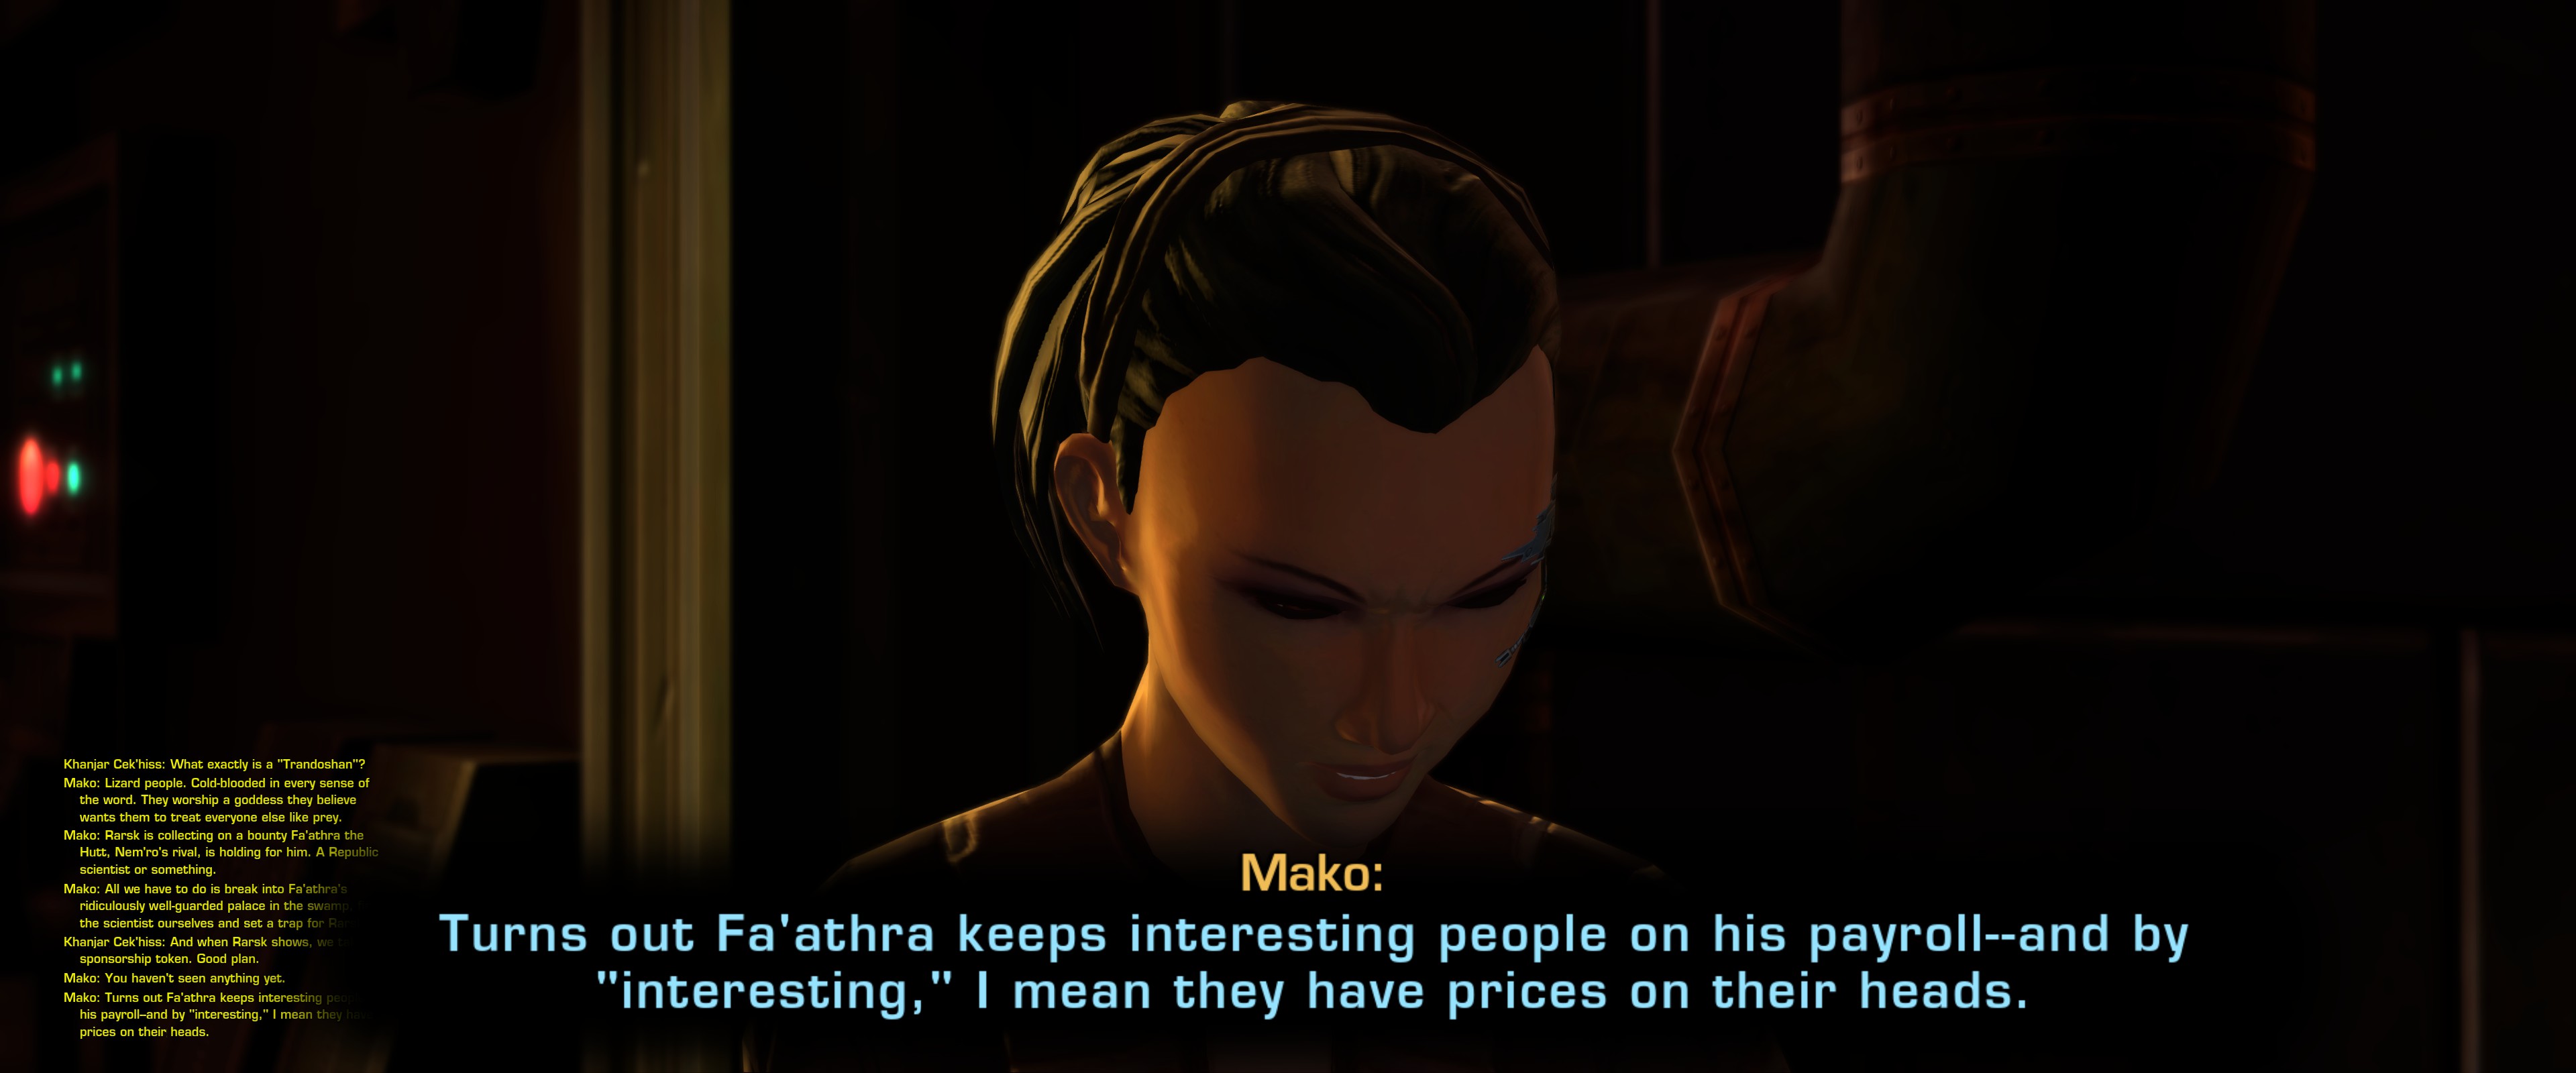 Khanjar Cek'hiss: What exactly is a "Trandoshan"?
Mako: Lizard people. Cold-blooded in every sense of
the word. They worship a goddess they believe
wants them to treat everyone else like prey.
Mako: Rarsk is collecting on a bounty Fa'athra the
Hutt, Nem'ro's rival, is holding for him. A Republic
scientist or something.
Mako: All we have to do is break into Fa'athra's
ridiculously well-guarded palace in the swamp,
the scientist ourselves and set a trap for
Khanjar Cek'hiss: And when Rarsk shows, we
sponsorship token. Good plan.
Mako: You haven't seen anything yet.
Mako: Turns out Fa'athra keeps interesting
his payroll--and by "interesting," I mean they have
prices on their heads.
Mako:
Turns out Fa'athra keeps interesting people on his payroll--and by
"interesting," I mean they have prices on their heads.